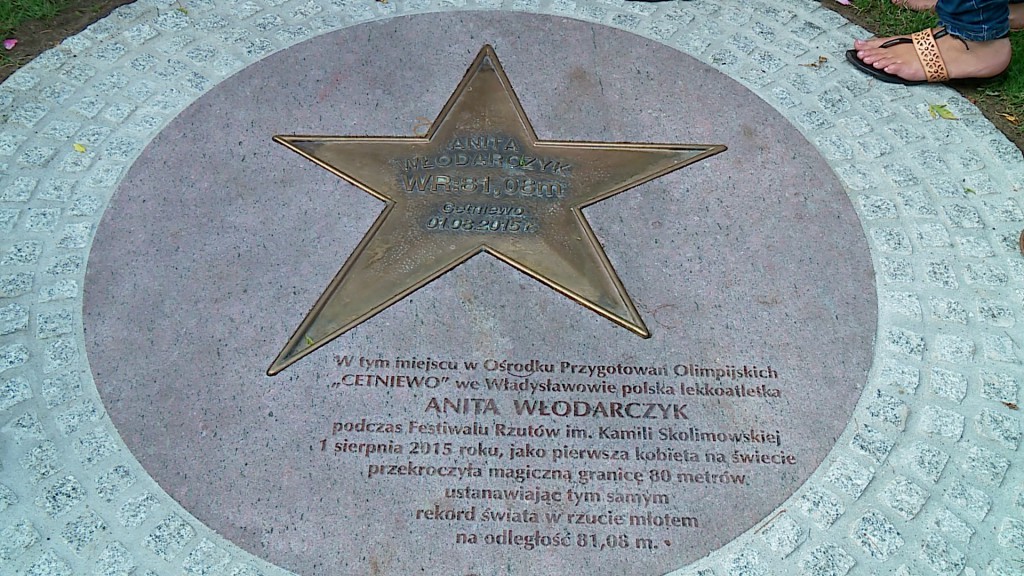 ANITA
WŁODARCZYK
WR:81,08m
Cetniewo
01.08.2015r.
W tym miejscu w Ośrodku Przygotowań Olimpijskich
„CETNIEWO” we Władysławowie polska lekkoatletka
ANITA WŁODARCZYK
podczas Festiwalu Rzutów im. Kamili Skolimowskiej
1 sierpnia 2015 roku, jako pierwsza kobieta na świecie
przekroczyła magiczną granicę 80 metrów,
ustanawiając tym samym
rekord świata w rzucie młotem
na odległość 81,08 m.